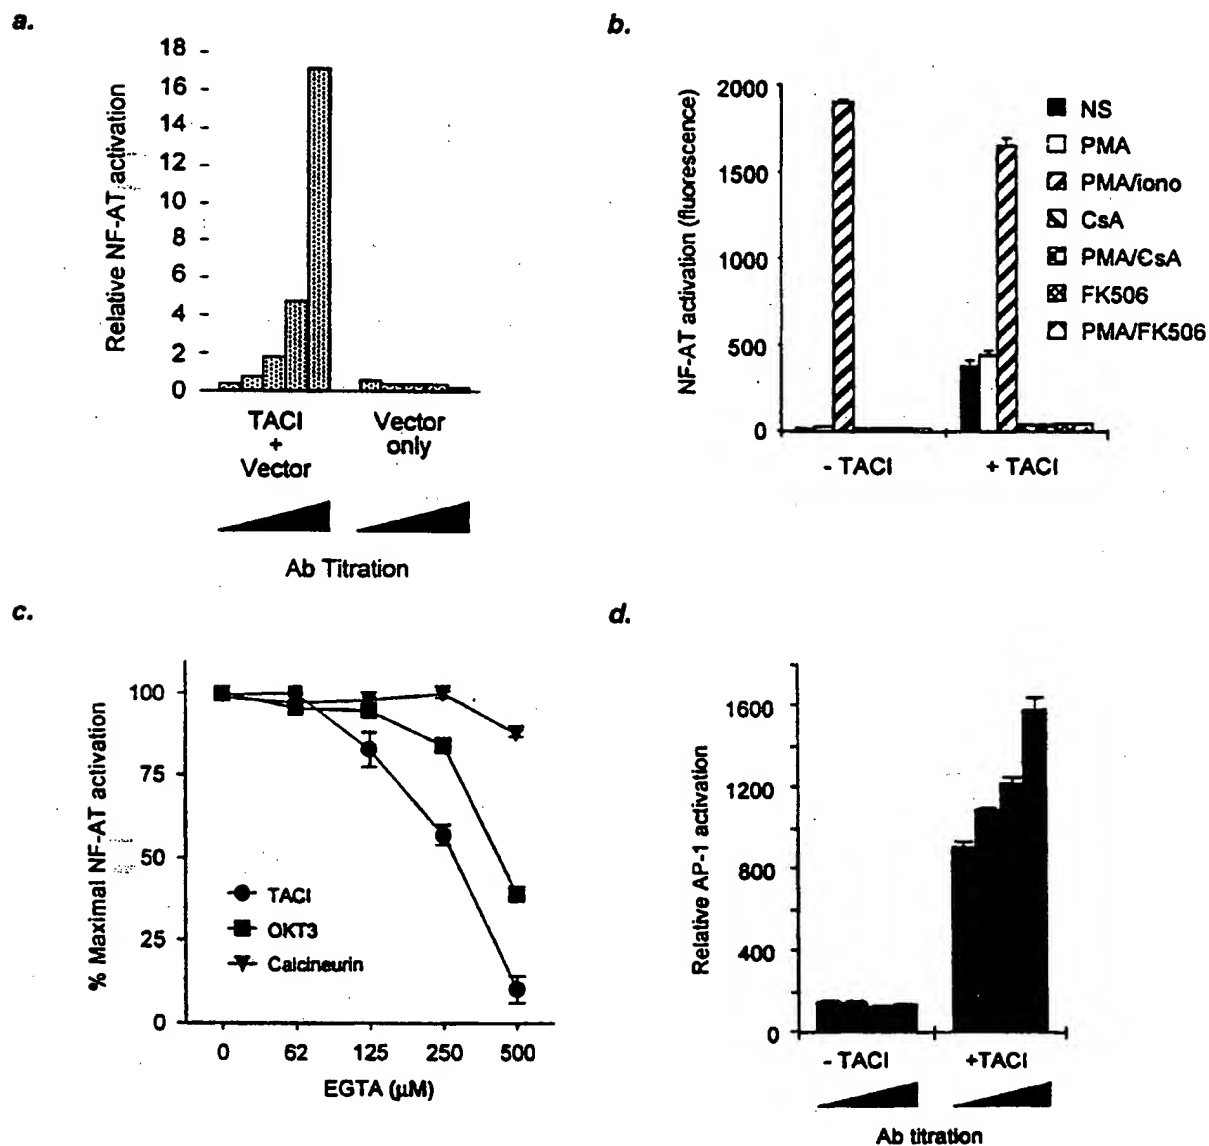 a.
Relative NF-AT activation
18
16
14
12
10
8
6
4
2
0
TACI
+
Vector
Vector
only
Ab Titration
b.
NF-AT activation (fluorescence)
2000
1500
1000
500
0
- TACI
+ TACI
NS
PMA
PMA/iono
CsA
PMA/CsA
FK506
PMA/FK506
c.
% Maximal NF-AT activation
100
75
50
25
0
TACI
OKT3
Calcineurin
0 62 125 250 500
EGTA (µM)
d.
Relative AP-1 activation
1600
1200
800
400
0
- TACI
+TACI
Ab titration